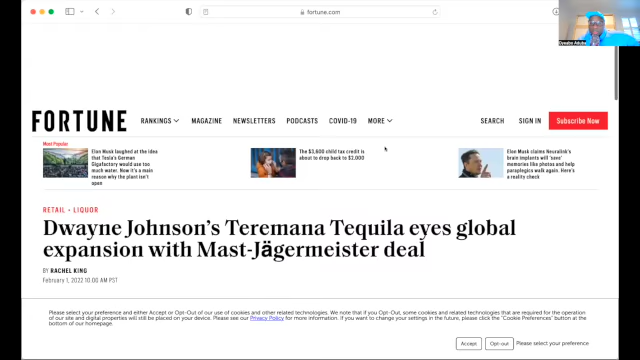 fortune.com
Oyeabo Aduba
FORTUNE
RANKINGS MAGAZINE NEWSLETTERS PODCASTS COVID-19 MORE SEARCH SIGN IN Subscribe Now
Most Popular
Elon Musk laughed at the idea
that Tesla's German
Gigafactory would use too
much water. Now it's a main
reason why the plant isn't
open
The $3,600 child tax credit is
about to drop back to $2,000
Elon Musk claims Neuralink's
brain implants will 'save'
memories like photos and help
paraplegics walk again. Here's
a reality check
RETAIL • LIQUOR
Dwayne Johnson's Teremana Tequila eyes global
expansion with Mast-Jägermeister deal
BY RACHEL KING
February 1, 2022 10:00 AM PST
Please select your preference and either Accept or Opt-Out of our use of cookies and other related technologies. We note that if you Opt-Out, some cookies and related technologies that are required for the operation
of our site and digital properties will still be placed on your device. Please see our Privacy Policy for more information. If you want to change your settings in the future, please click the "Cookie Preferences" button at the
bottom of our homepage.
Accept Opt-out Please select your preference